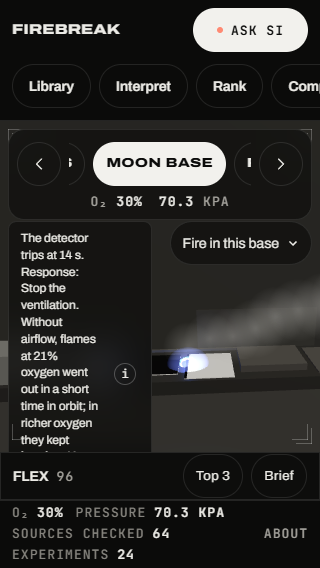 FIREBREAK
ASK SI
Library
Interpret
Rank
MOON BASE
O₂ 30% 70.3 KPA
Fire in this base
The detector
trips at 14 s.
Response:
Stop the
ventilation.
Without
airflow, flames
at 21%
oxygen went
out in a short
time in orbit; in
richer oxygen
they kept
i
FLEX 96
Top 3
Brief
O₂ 30% PRESSURE 70.3 KPA
SOURCES CHECKED 64
ABOUT
EXPERIMENTS 24